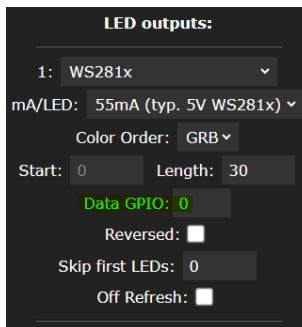 LED outputs:
1: WS281x
mA/LED: 55mA (typ. 5V WS281x)
Color Order: GRB
Start: 0 Length: 30
Data GPIO: 0
Reversed:
Skip first LEDs: 0
Off Refresh: